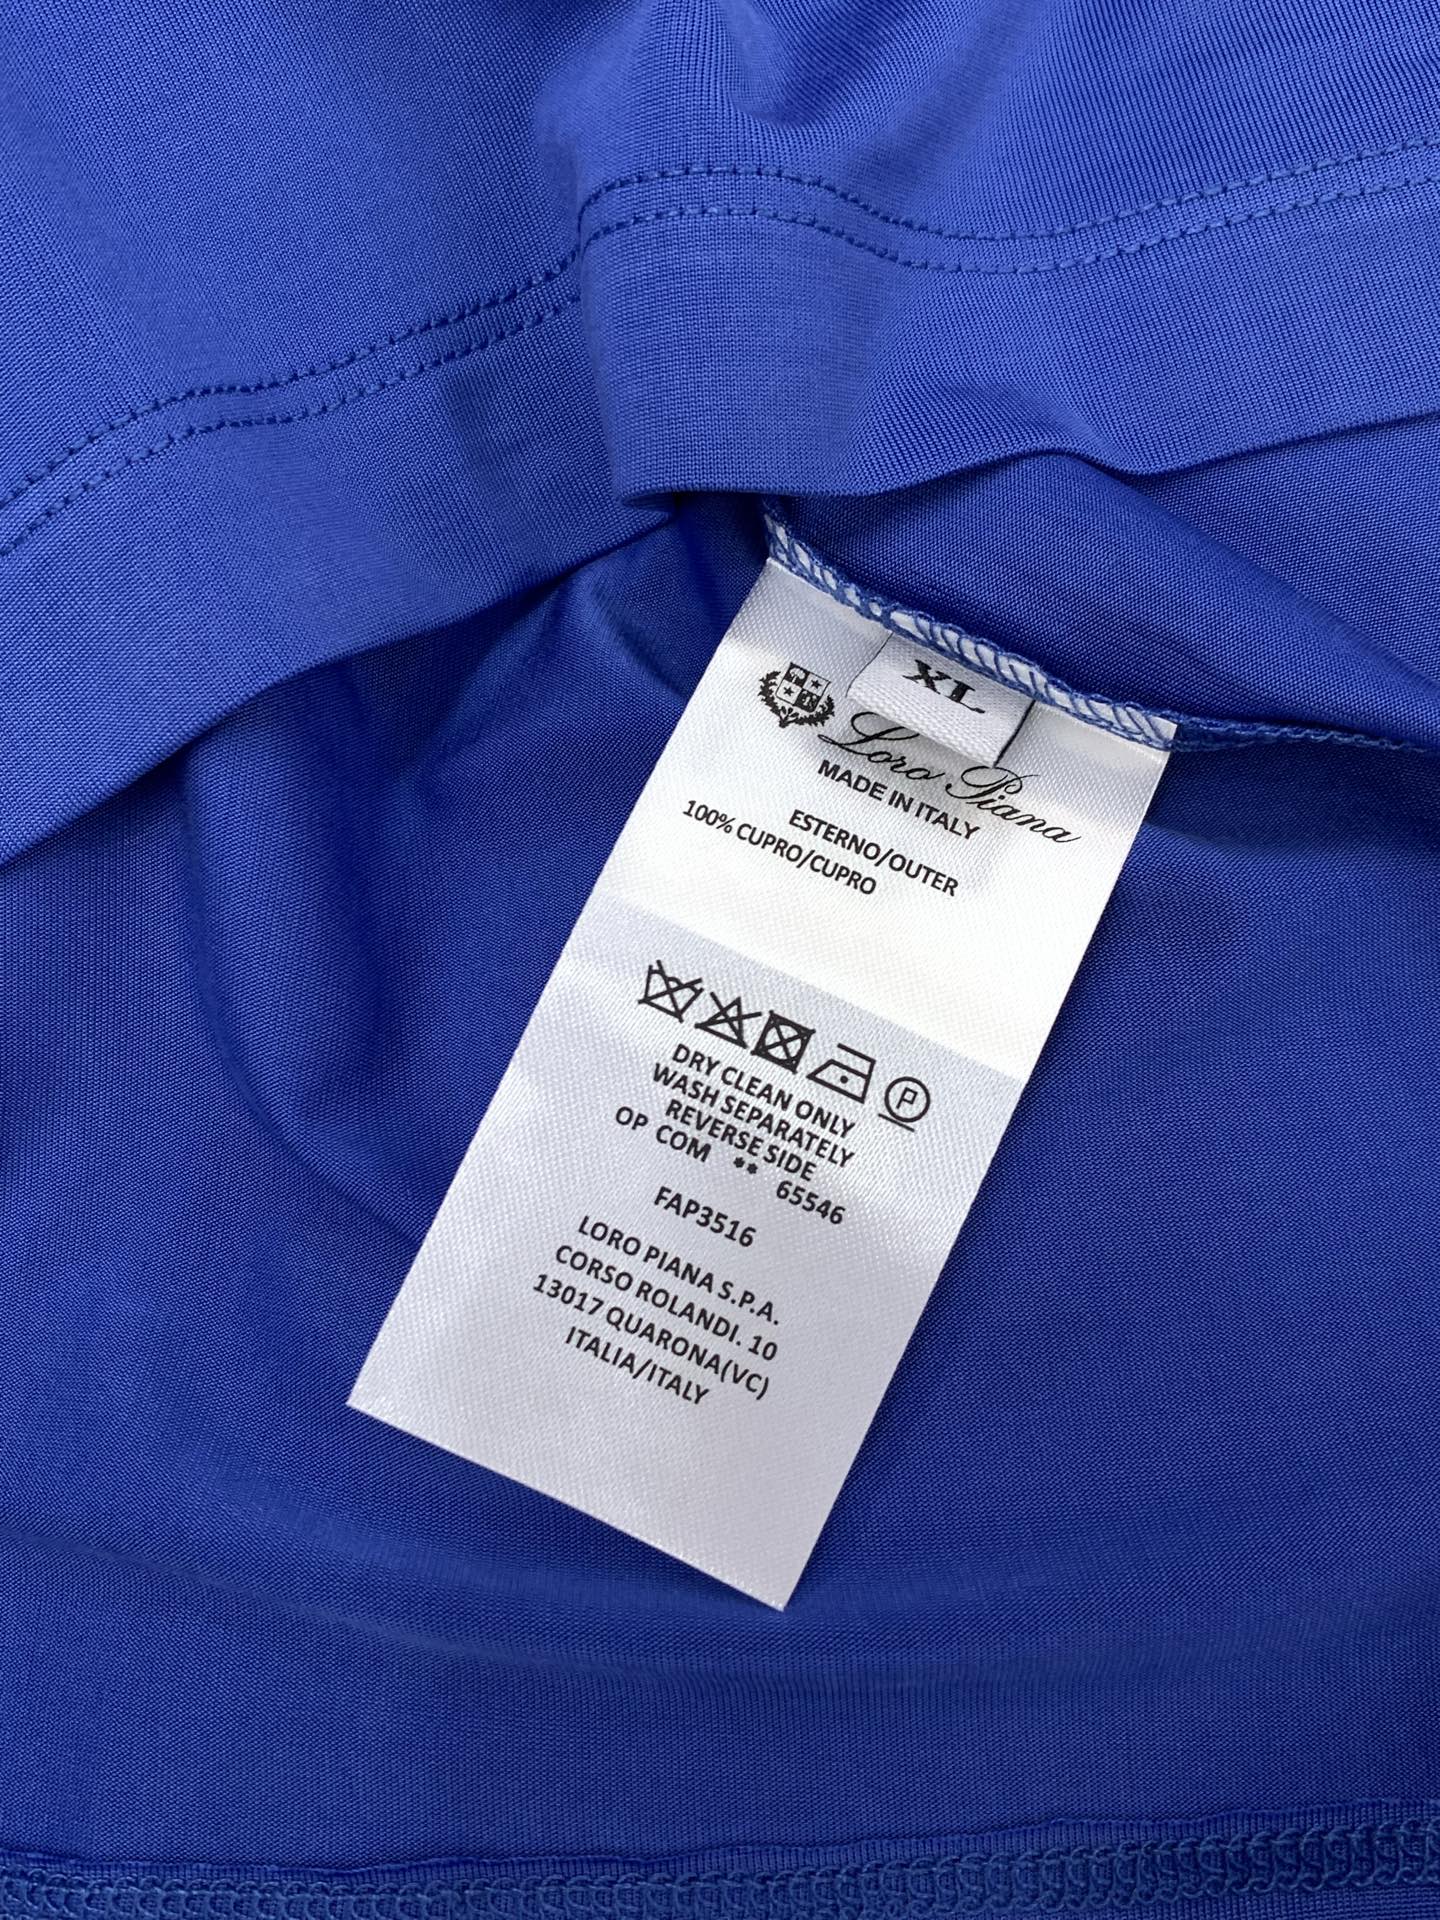 XL
Loro Piana
MADE IN ITALY
ESTERNO/OUTER
100% CUPRO/CUPRO
P
DRY CLEAN ONLY
WASH SEPARATELY
REVERSE SIDE
OP COM ** 65546
FAP3516
LORO PIANA S.P.A.
CORSO ROLANDI. 10
13017 QUARONA(VC)
ITALIA/ITALY